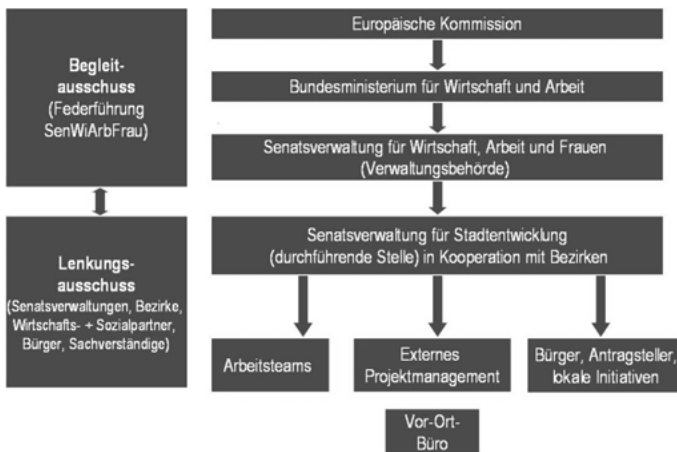 Begleit-
ausschuss
(Federführung
SenWiArbFrau)
Lenkungs-
ausschuss
(Senatsverwaltungen, Bezirke,
Wirtschafts- + Sozialpartner,
Bürger, Sachverständige)
Europäische Kommission
Bundesministerium für Wirtschaft und Arbeit
Senatsverwaltung für Wirtschaft, Arbeit und Frauen
(Verwaltungsbehörde)
Senatsverwaltung für Stadtentwicklung
(durchführende Stelle) in Kooperation mit Bezirken
Arbeitsteams
Externes
Projektmanagement
Bürger, Antragsteller,
lokale Initiativen
Vor-Ort-
Büro